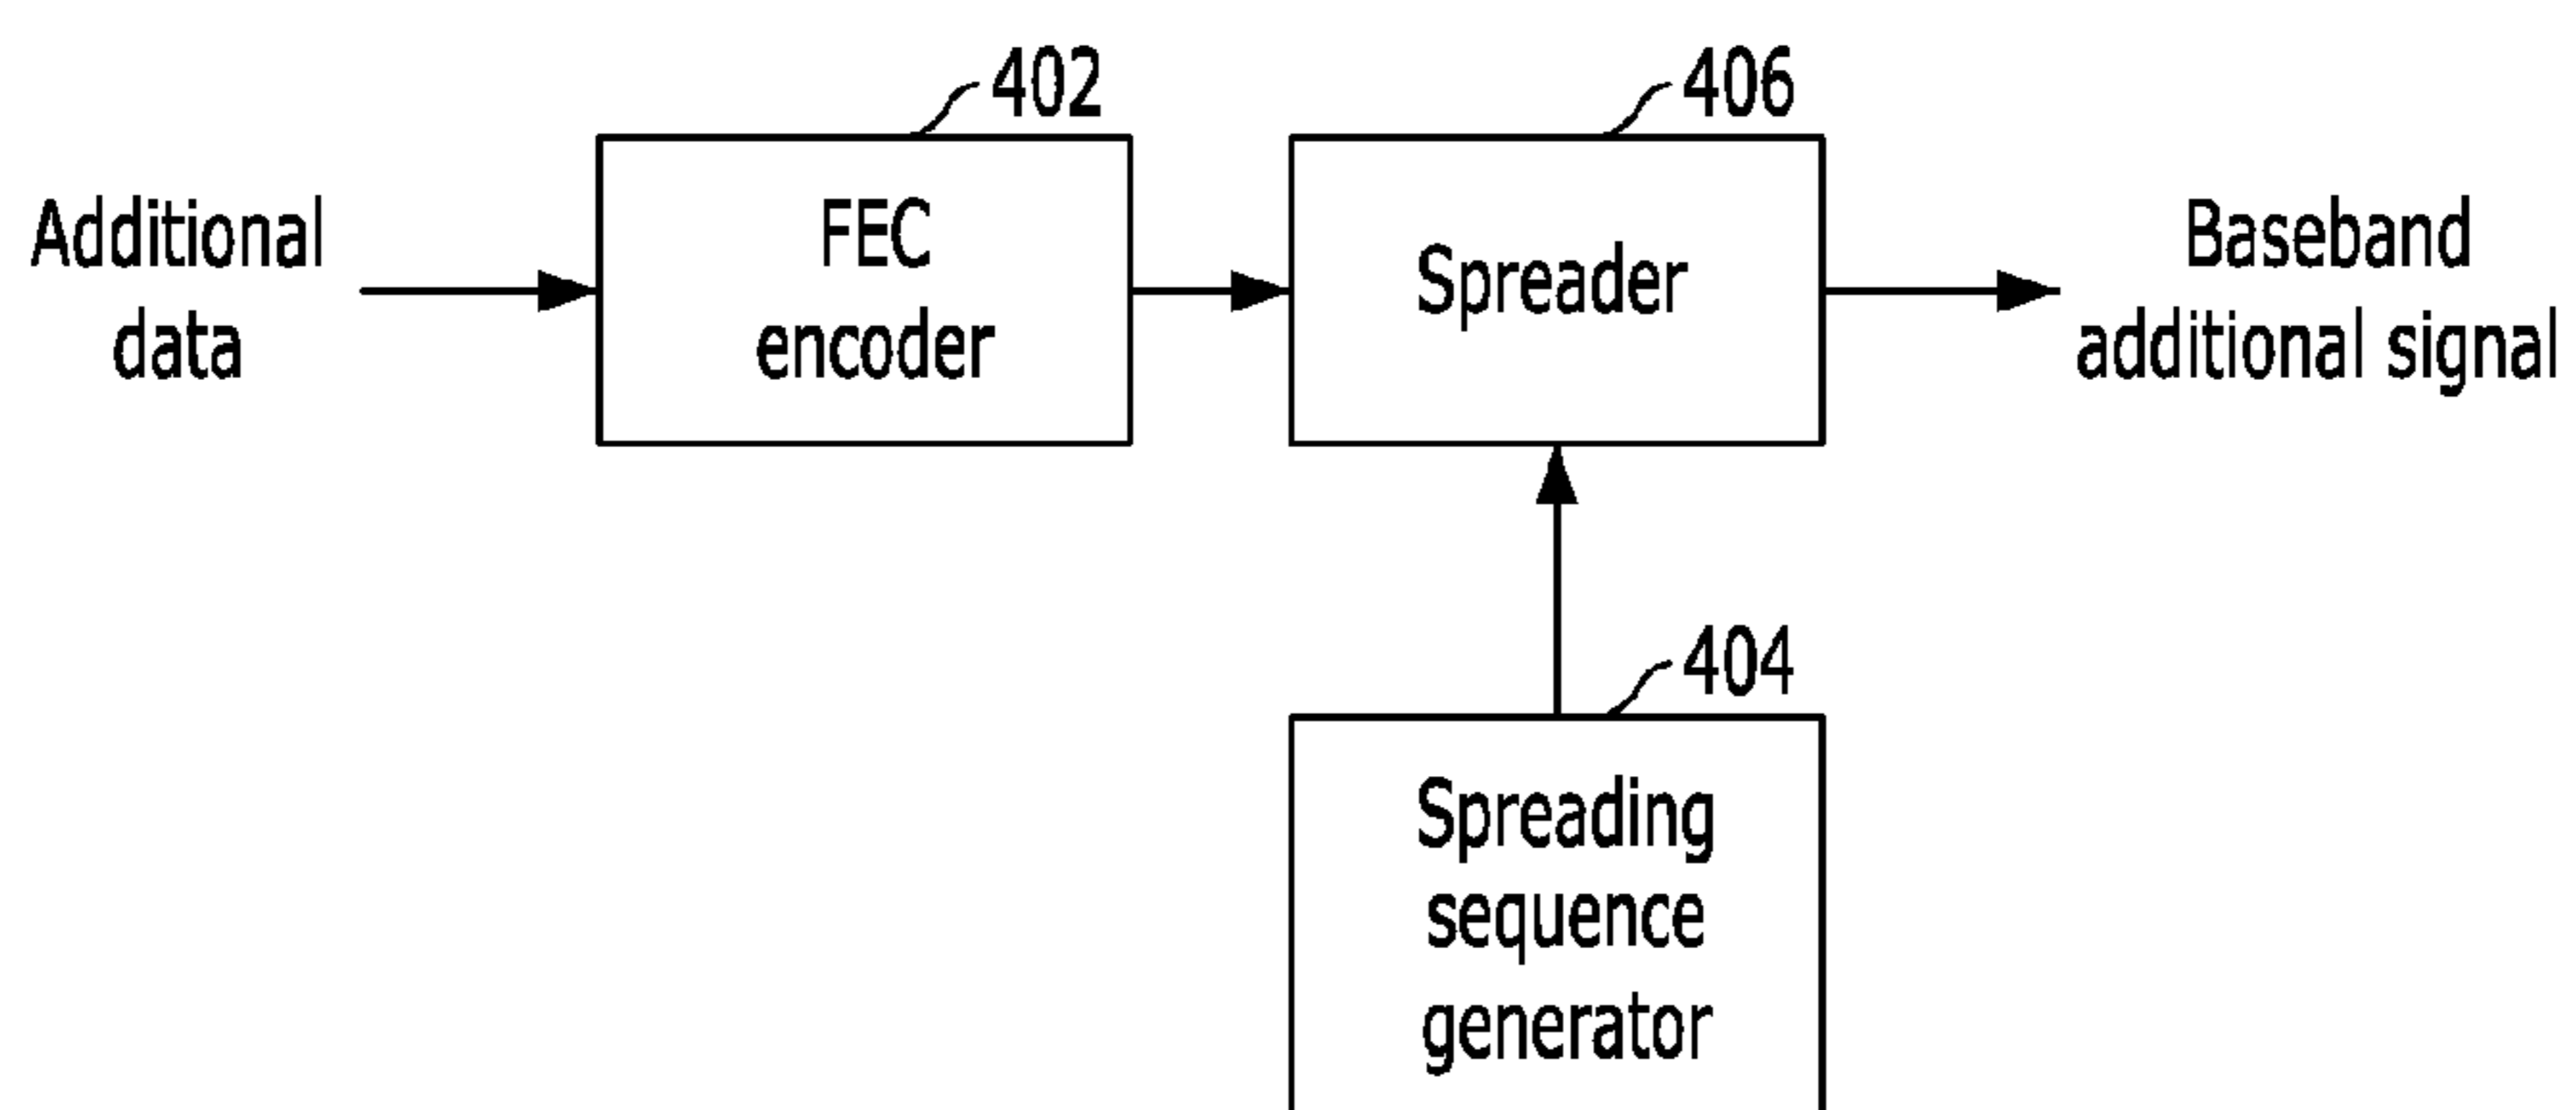 402
406
Additional
data
FEC
encoder
Spreader
Baseband
additional signal
404
Spreading
sequence
generator